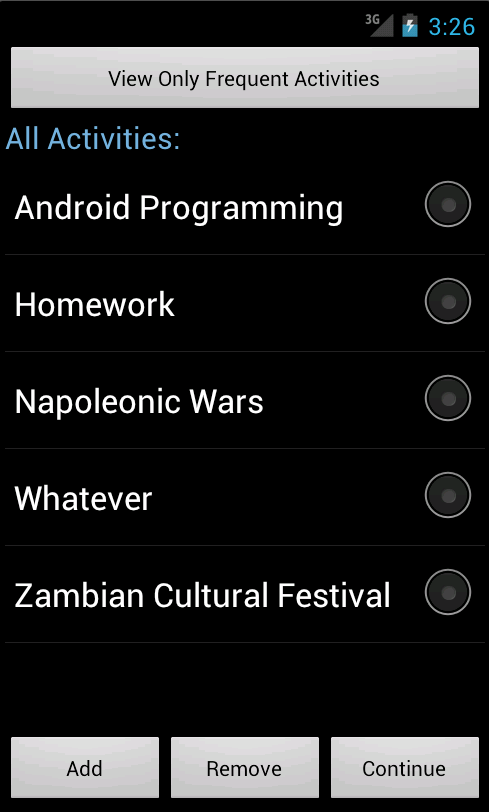 3G 3:26
View Only Frequent Activities
All Activities:
Android Programming
Homework
Napoleonic Wars
Whatever
Zambian Cultural Festival
Add Remove Continue